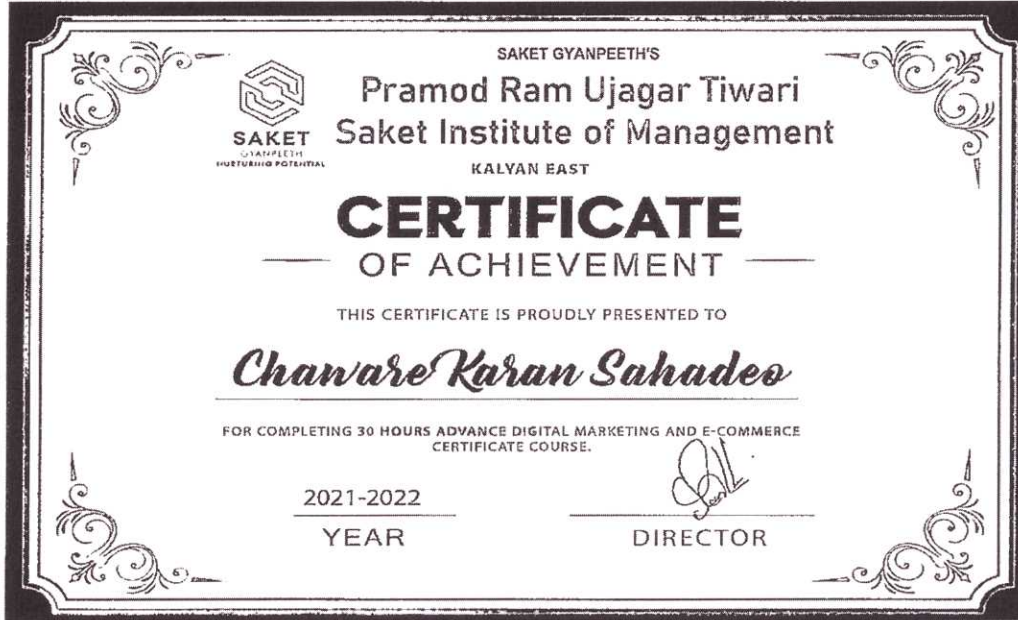 SAKET GYANPEETH'S
Pramod Ram Ujagar Tiwari
Saket Institute of Management
KALYAN EAST
SAKET
GYANPEETH
NURTURING POTENTIAL
CERTIFICATE
OF ACHIEVEMENT
THIS CERTIFICATE IS PROUDLY PRESENTED TO
Chaware Karan Sahadeo
FOR COMPLETING 30 HOURS ADVANCE DIGITAL MARKETING AND E-COMMERCE
CERTIFICATE COURSE.
2021-2022
YEAR
DIRECTOR